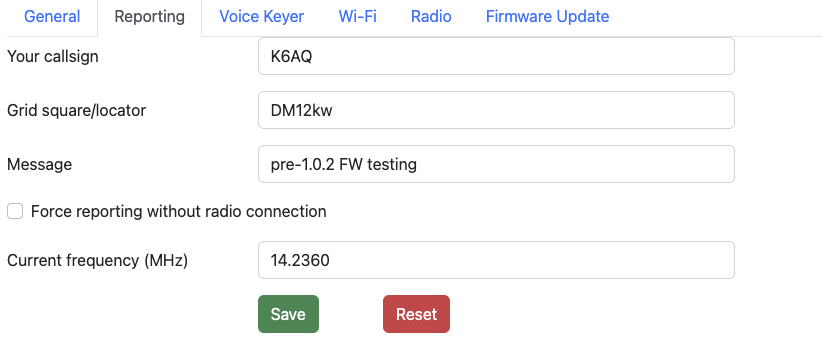 General Reporting Voice Keyer Wi-Fi Radio Firmware Update
Your callsign K6AQ
Grid square/locator DM12kw
Message pre-1.0.2 FW testing
Force reporting without radio connection
Current frequency (MHz) 14.2360
Save Reset